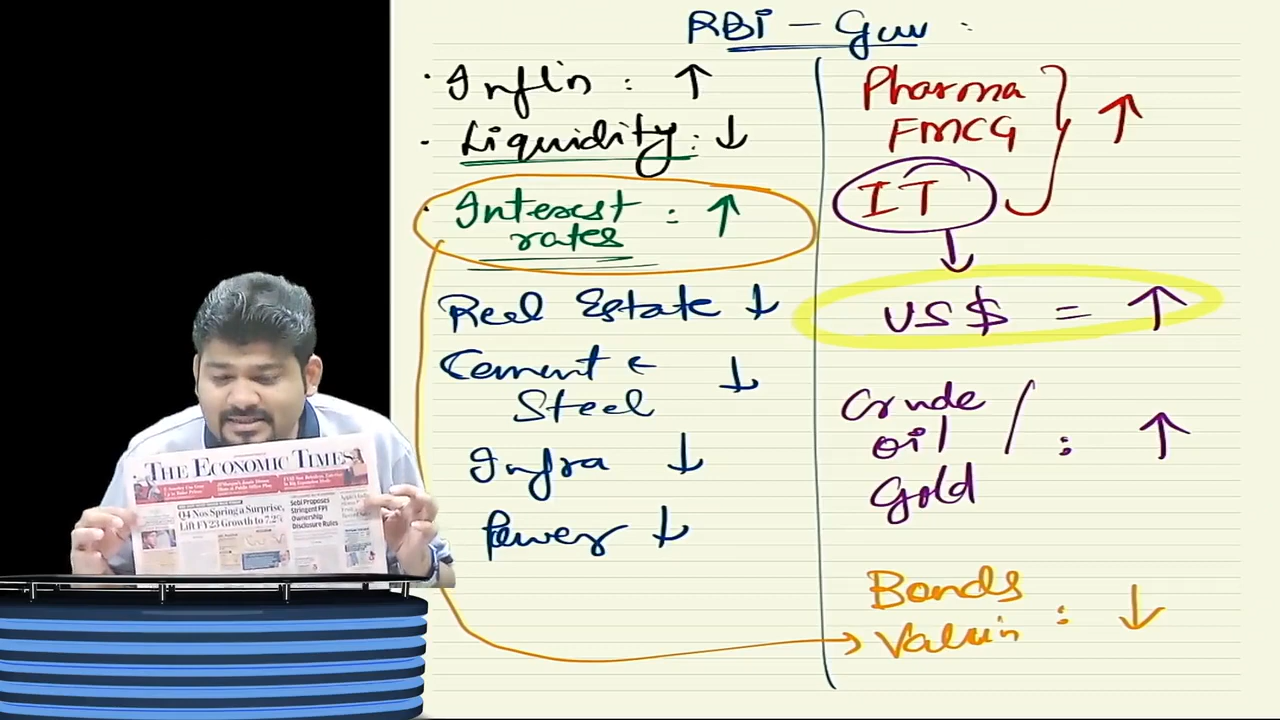 RBI - Guv :
· Infl'n : ↑
· Liquidity : ↓
· Interest : ↑
rates
Real Estate ↓
Cement & ↓
Steel
Infra ↓
Power ↓
Pharma
FMCG ↑
IT
↓
US $ = ↑
Crude /
oil : ↑
Gold
Bonds
Valu'n : ↓
THE ECONOMIC TIMES
Q4 Nos Spring a Surprise,
Lift FY23 Growth to 7.2%
Sebi Proposes
Stringent FPI
Ownership
Disclosure Rules